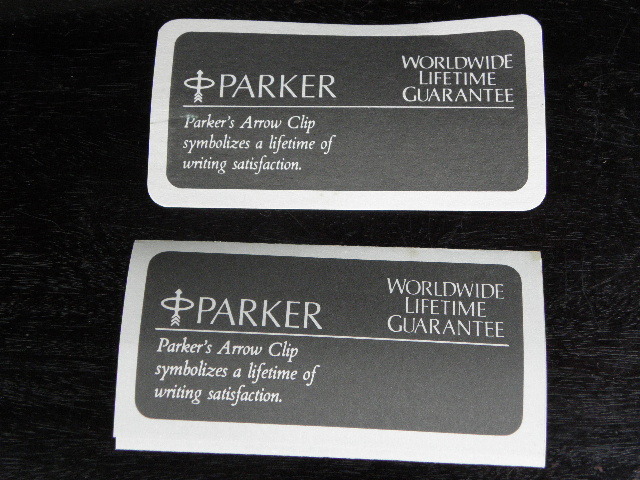 PARKER
WORLDWIDE
LIFETIME
GUARANTEE
Parker's Arrow Clip
symbolizes a lifetime of
writing satisfaction.
PARKER
WORLDWIDE
LIFETIME
GUARANTEE
Parker's Arrow Clip
symbolizes a lifetime of
writing satisfaction.